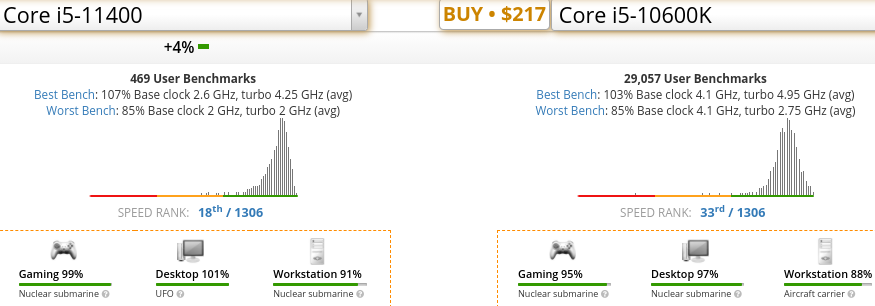 Core i5-11400
BUY • $217
Core i5-10600K
+4%
469 User Benchmarks
Best Bench: 107% Base clock 2.6 GHz, turbo 4.25 GHz (avg)
Worst Bench: 85% Base clock 2 GHz, turbo 2 GHz (avg)
SPEED RANK: 18th / 1306
Gaming 99%
Nuclear submarine
Desktop 101%
UFO
Workstation 91%
Nuclear submarine
29,057 User Benchmarks
Best Bench: 103% Base clock 4.1 GHz, turbo 4.95 GHz (avg)
Worst Bench: 85% Base clock 4.1 GHz, turbo 2.75 GHz (avg)
SPEED RANK: 33rd / 1306
Gaming 95%
Nuclear submarine
Desktop 97%
Nuclear submarine
Workstation 88%
Aircraft carrier